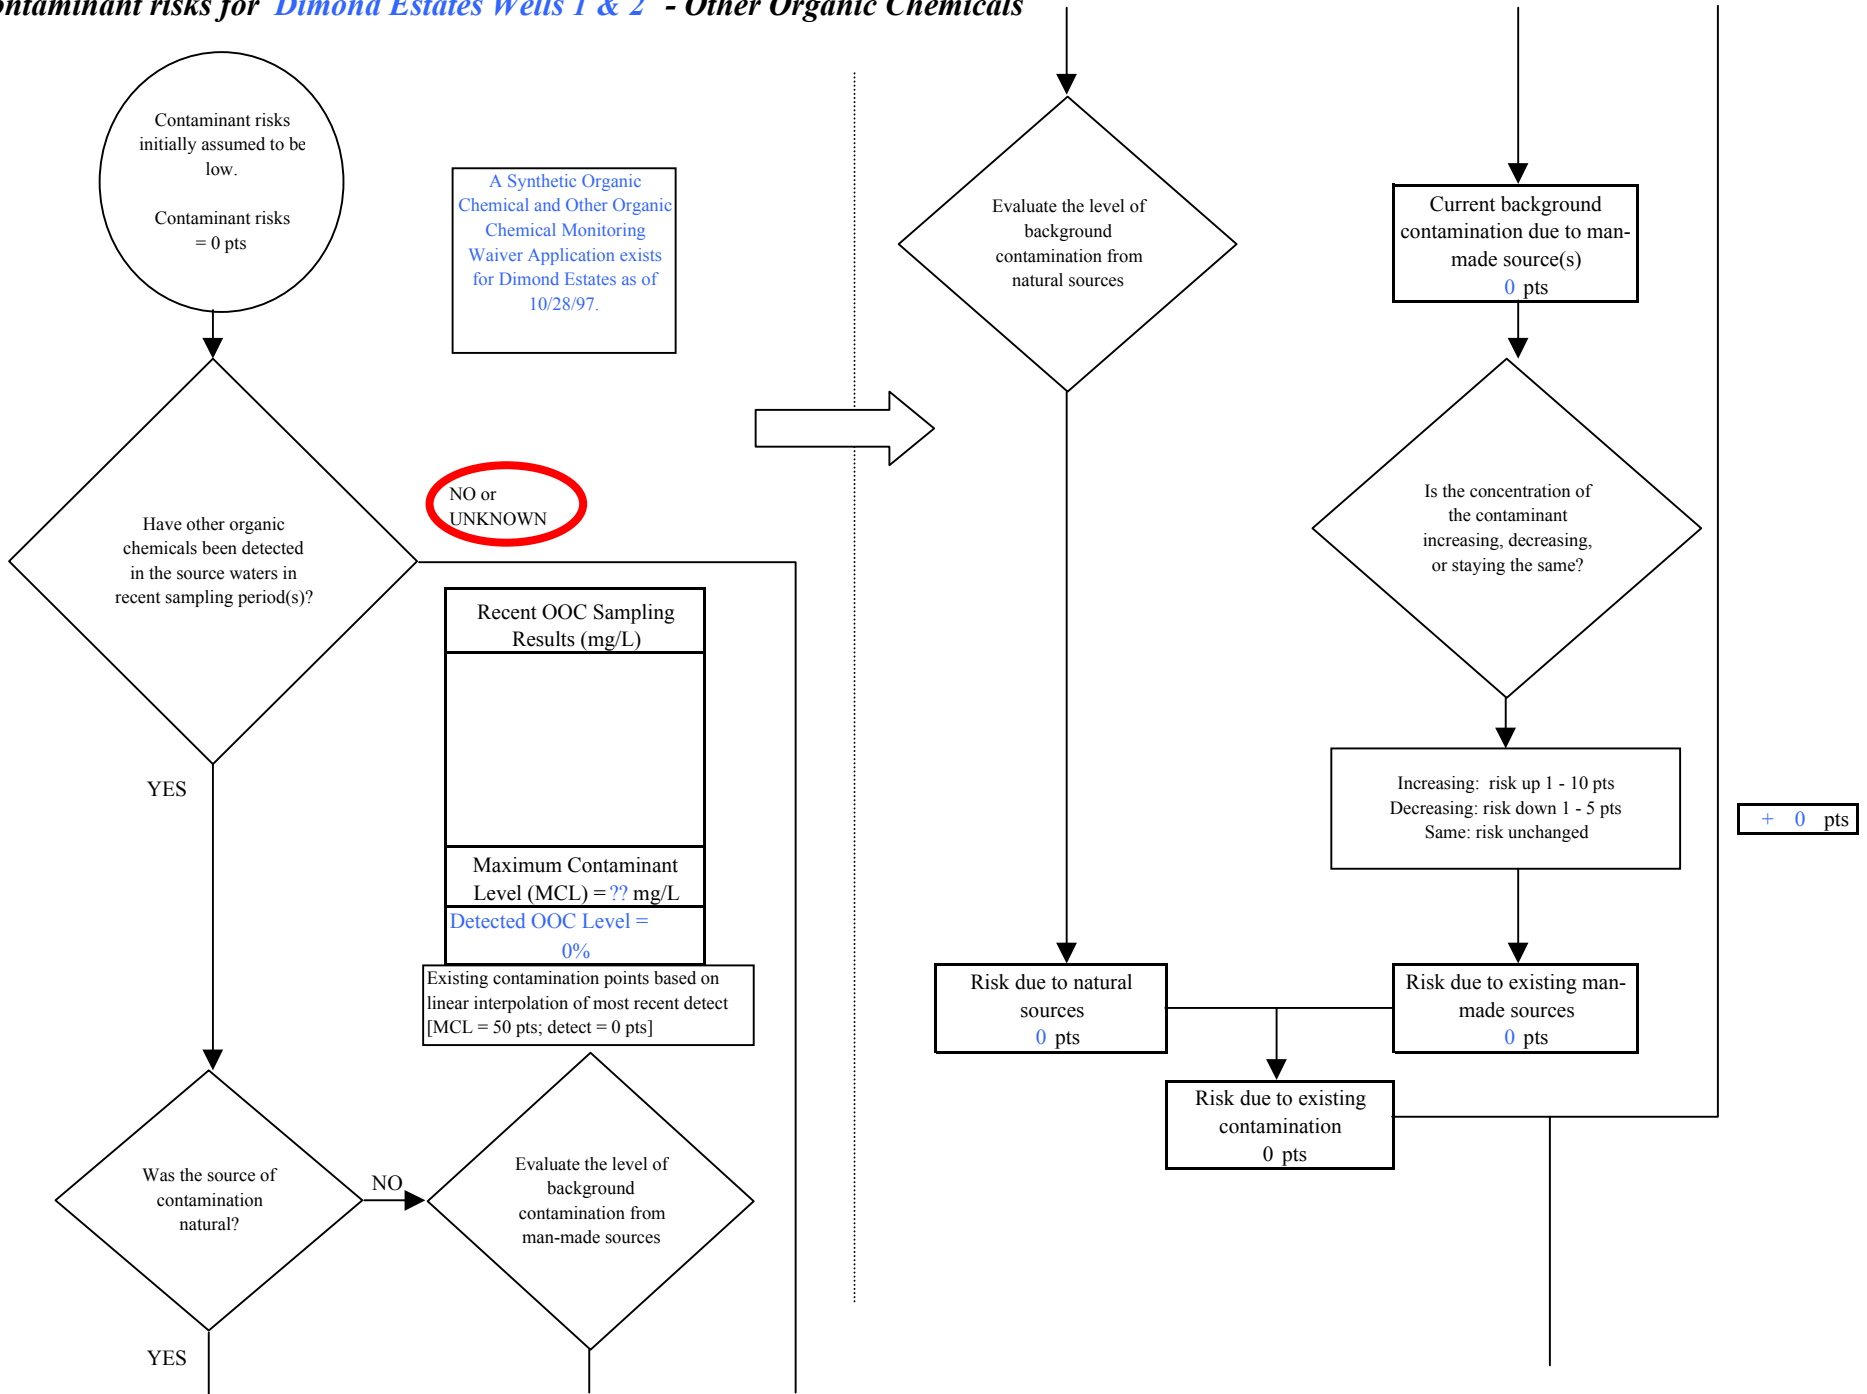 ontaminant risks for Dimond Estates Wells 1 & 2 - Other Organic Chemicals
Contaminant risks
initially assumed to be
low.
Contaminant risks
= 0 pts
A Synthetic Organic
Chemical and Other Organic
Chemical Monitoring
Waiver Application exists
for Dimond Estates as of
10/28/97.
Have other organic
chemicals been detected
in the source waters in
recent sampling period(s)?
NO or
UNKNOWN
Recent OOC Sampling
Results (mg/L)
Maximum Contaminant
Level (MCL) = ?? mg/L
Detected OOC Level =
0%
Existing contamination points based on
linear interpolation of most recent detect
[MCL = 50 pts; detect = 0 pts]
YES
Was the source of
contamination
natural?
NO
Evaluate the level of
background
contamination from
man-made sources
YES
Evaluate the level of
background
contamination from
natural sources
Current background
contamination due to man-
made source(s)
0 pts
Is the concentration of
the contaminant
increasing, decreasing,
or staying the same?
Increasing: risk up 1 - 10 pts
Decreasing: risk down 1 - 5 pts
Same: risk unchanged
+ 0 pts
Risk due to natural
sources
0 pts
Risk due to existing man-
made sources
0 pts
Risk due to existing
contamination
0 pts